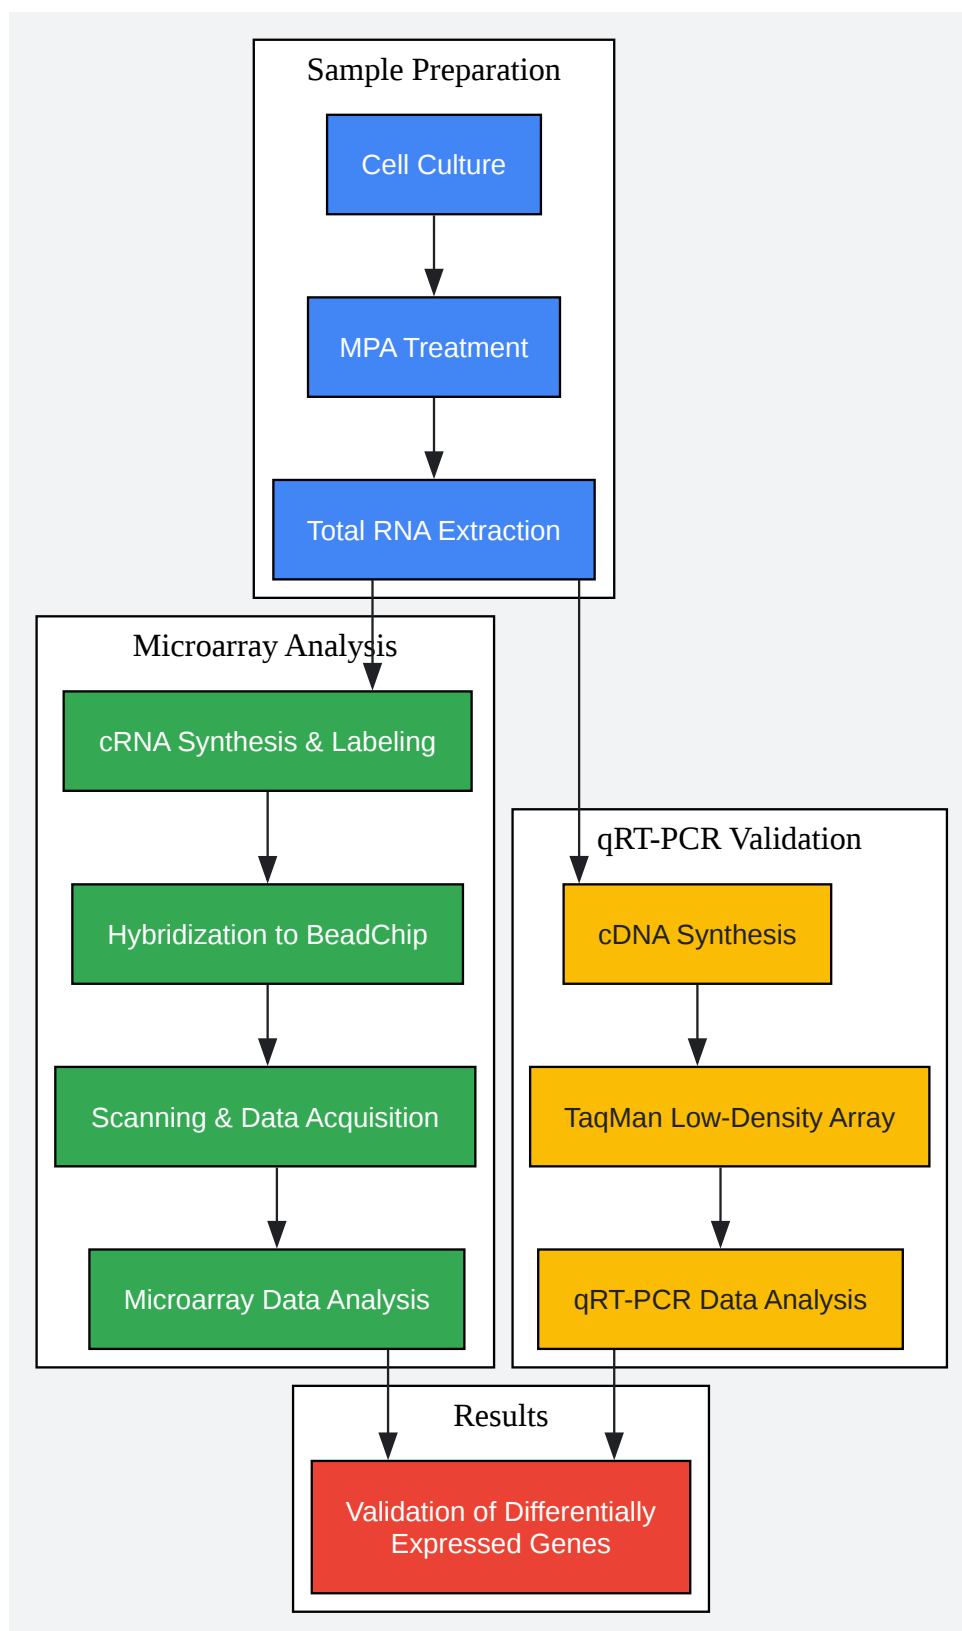 Sample Preparation
Cell Culture
MPA Treatment
Total RNA Extraction
Microarray Analysis
cRNA Synthesis & Labeling
Hybridization to BeadChip
Scanning & Data Acquisition
Microarray Data Analysis
qRT-PCR Validation
cDNA Synthesis
TaqMan Low-Density Array
qRT-PCR Data Analysis
Results
Validation of Differentially
Expressed Genes